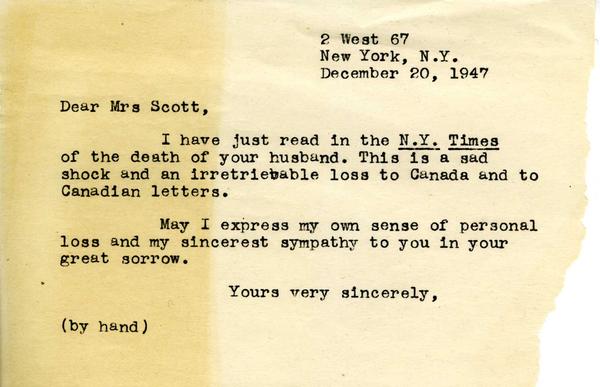 2 West 67
New York, N.Y.
December 20, 1947
Dear Mrs Scott,
I have just read in the N.Y. Times
of the death of your husband. This is a sad
shock and an irretrievable loss to Canada and to
Canadian letters.
May I express my own sense of personal
loss and my sincerest sympathy to you in your
great sorrow.
Yours very sincerely,
(by hand)